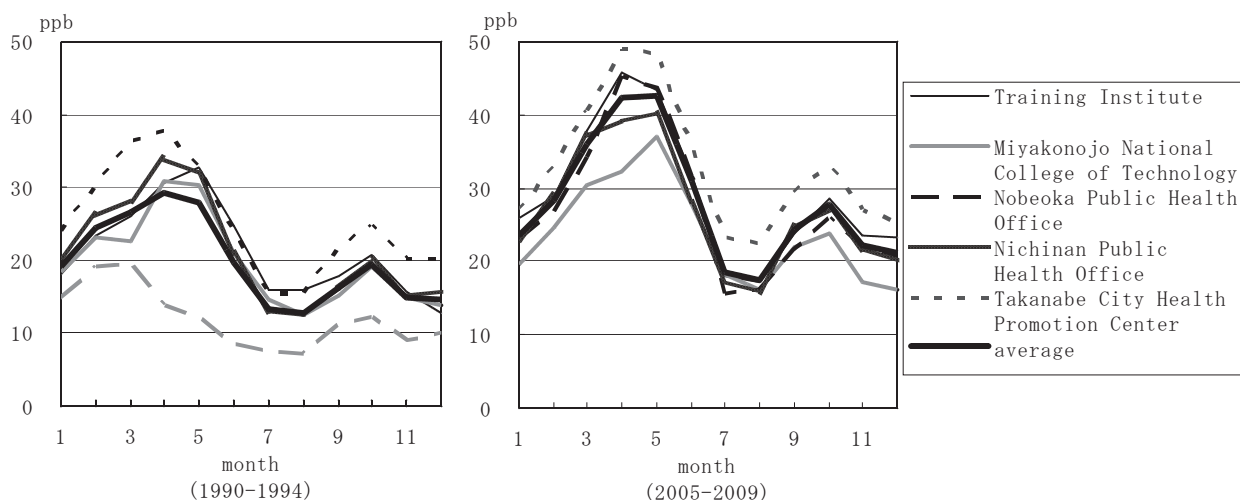 ppb
50
40
30
20
10
0
1 3 5 7 9 11
month
(1990-1994)
ppb
50
40
30
20
10
0
1 3 5 7 9 11
month
(2005-2009)
Training Institute
Miyakonojo National
College of Technology
Nobeoka Public Health
Office
Nichinan Public
Health Office
Takanabe City Health
Promotion Center
average